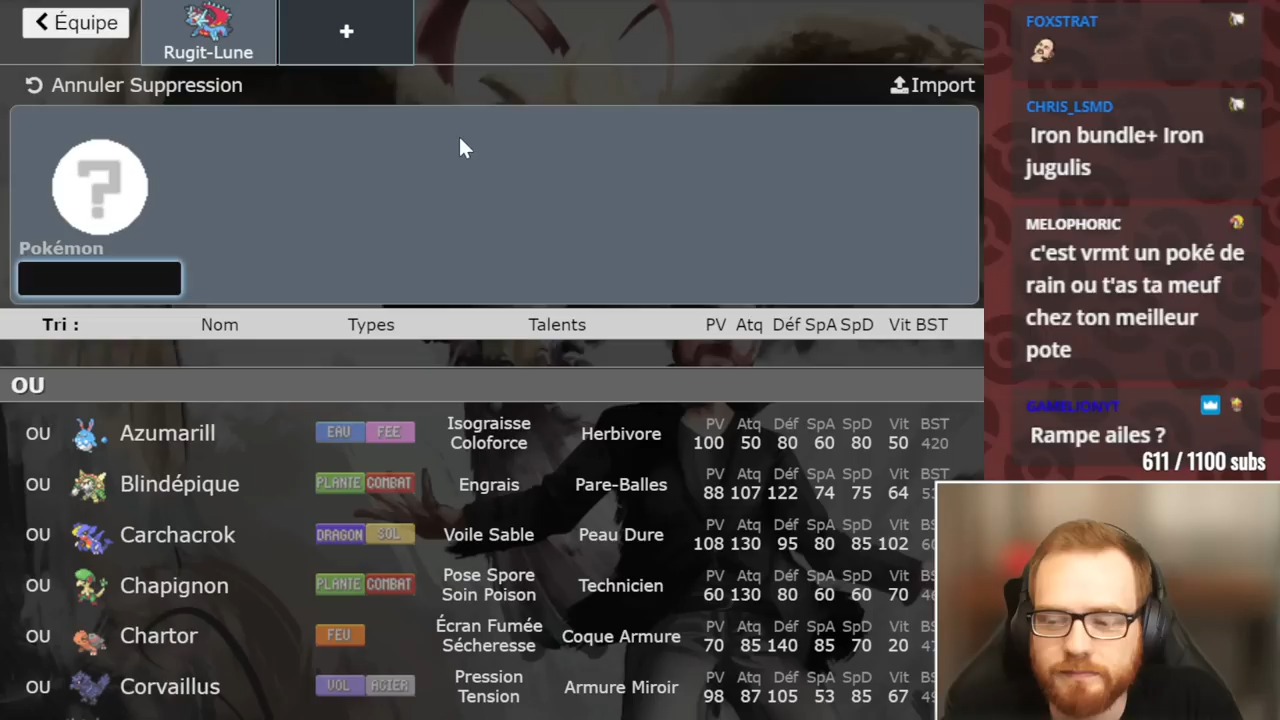 Équipe
Rugit-Lune
+
Annuler Suppression
Import
Pokémon
Tri : Nom Types Talents PV Atq Déf SpA SpD Vit BST
OU
OU Azumarill EAU FEE Isograisse Coloforce Herbivore PV 100 Atq 50 Déf 80 SpA 60 SpD 80 Vit 50 BST 420
OU Blindépique PLANTE COMBAT Engrais Pare-Balles PV 88 Atq 107 Déf 122 SpA 74 SpD 75 Vit 64 BST
OU Carchacrok DRAGON SOL Voile Sable Peau Dure PV 108 Atq 130 Déf 95 SpA 80 SpD 85 Vit 102
OU Chapignon PLANTE COMBAT Pose Spore Soin Poison Technicien PV 60 Atq 130 Déf 80 SpA 60 SpD 60 Vit 70
OU Chartor FEU Écran Fumée Sécheresse Coque Armure PV 70 Atq 85 Déf 140 SpA 85 SpD 70 Vit 20
OU Corvaillus VOL ACIER Pression Tension Armure Miroir PV 98 Atq 87 Déf 105 SpA 53 SpD 85 Vit 67
FOXSTRAT
CHRIS_LSMD
Iron bundle+ Iron
jugulis
MELOPHORIC
c'est vrmt un poké de
rain ou t'as ta meuf
chez ton meilleur
pote
Rampe ailes ?
611 / 1100 subs